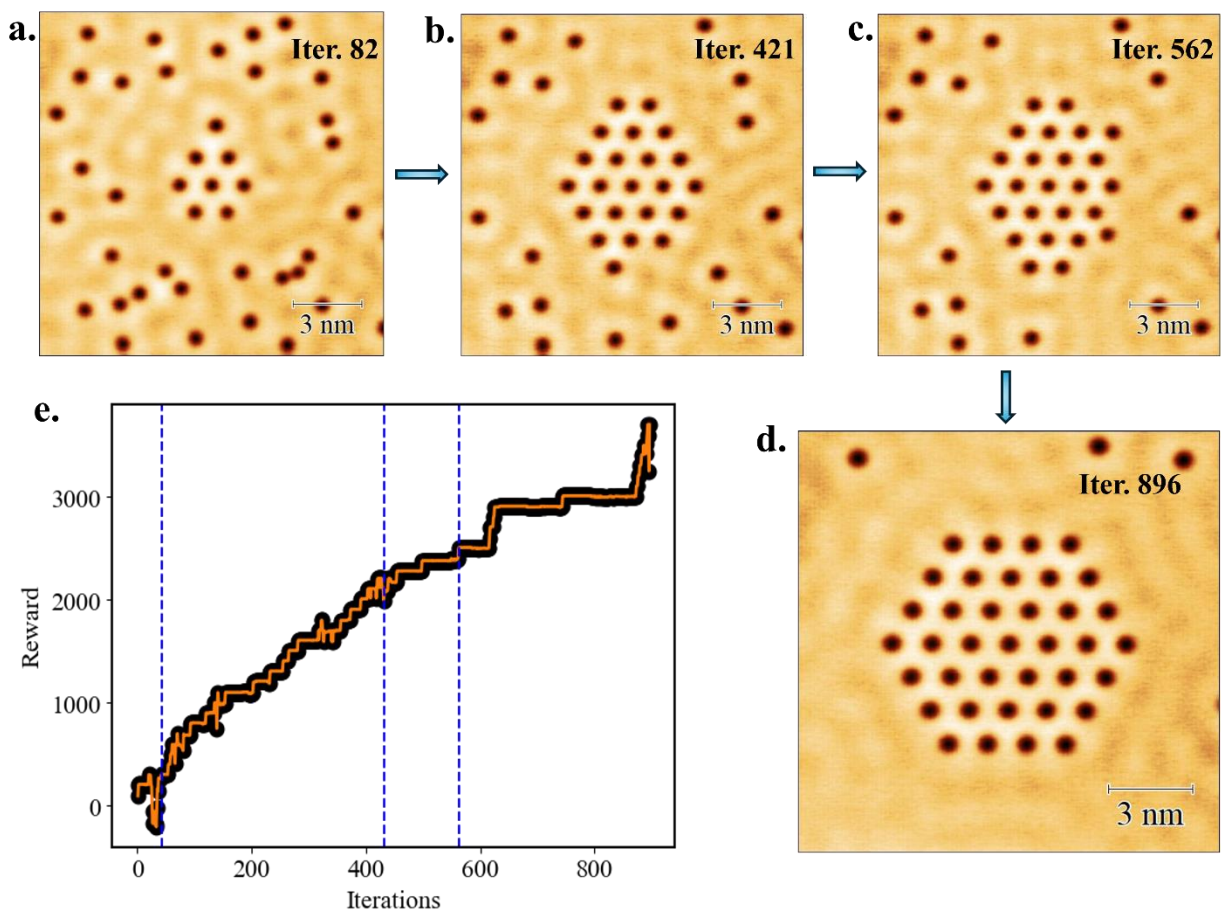 a.
Iter. 82
3 nm
b.
Iter. 421
3 nm
c.
Iter. 562
3 nm
d.
Iter. 896
3 nm
e.
Reward
3000
2000
1000
0
0 200 400 600 800
Iterations